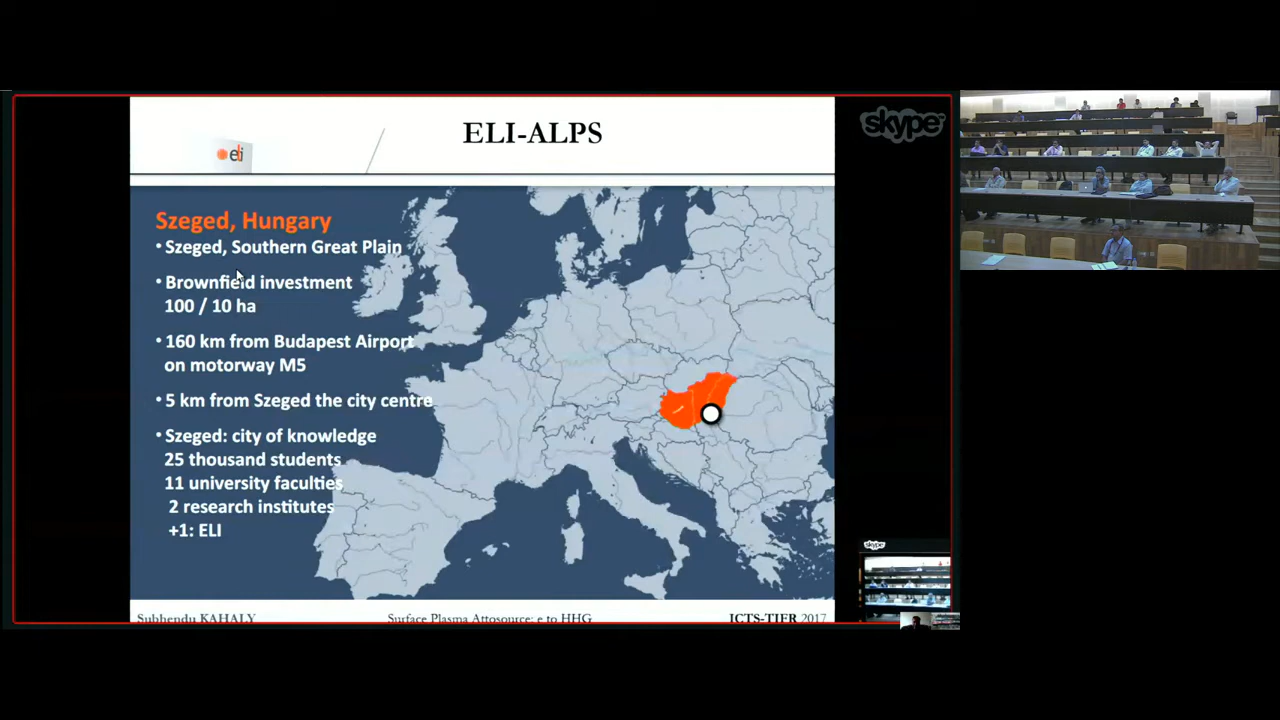 ELI-ALPS
eli
skype
Szeged, Hungary
• Szeged, Southern Great Plain
• Brownfield investment
100 / 10 ha
• 160 km from Budapest Airport
on motorway M5
• 5 km from Szeged the city centre
• Szeged: city of knowledge
25 thousand students
11 university faculties
2 research institutes
+1: ELI
skype
Subhendu KAHALY
Surface Plasma Attosource: e to HHG
ICTS-TIFR 2017